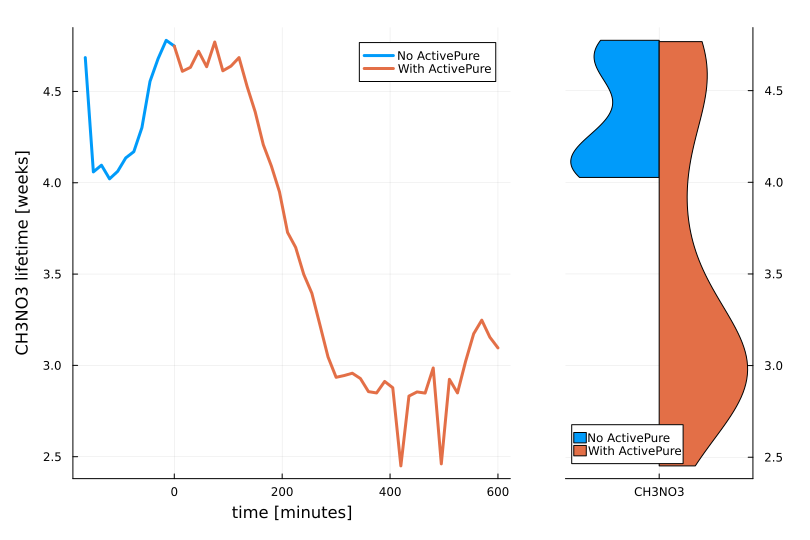 CH3NO3 lifetime [weeks]
4.5
4.0
3.5
3.0
2.5
No ActivePure
With ActivePure
0
200
400
600
time [minutes]
4.5
4.0
3.5
3.0
2.5
No ActivePure
With ActivePure
CH3NO3